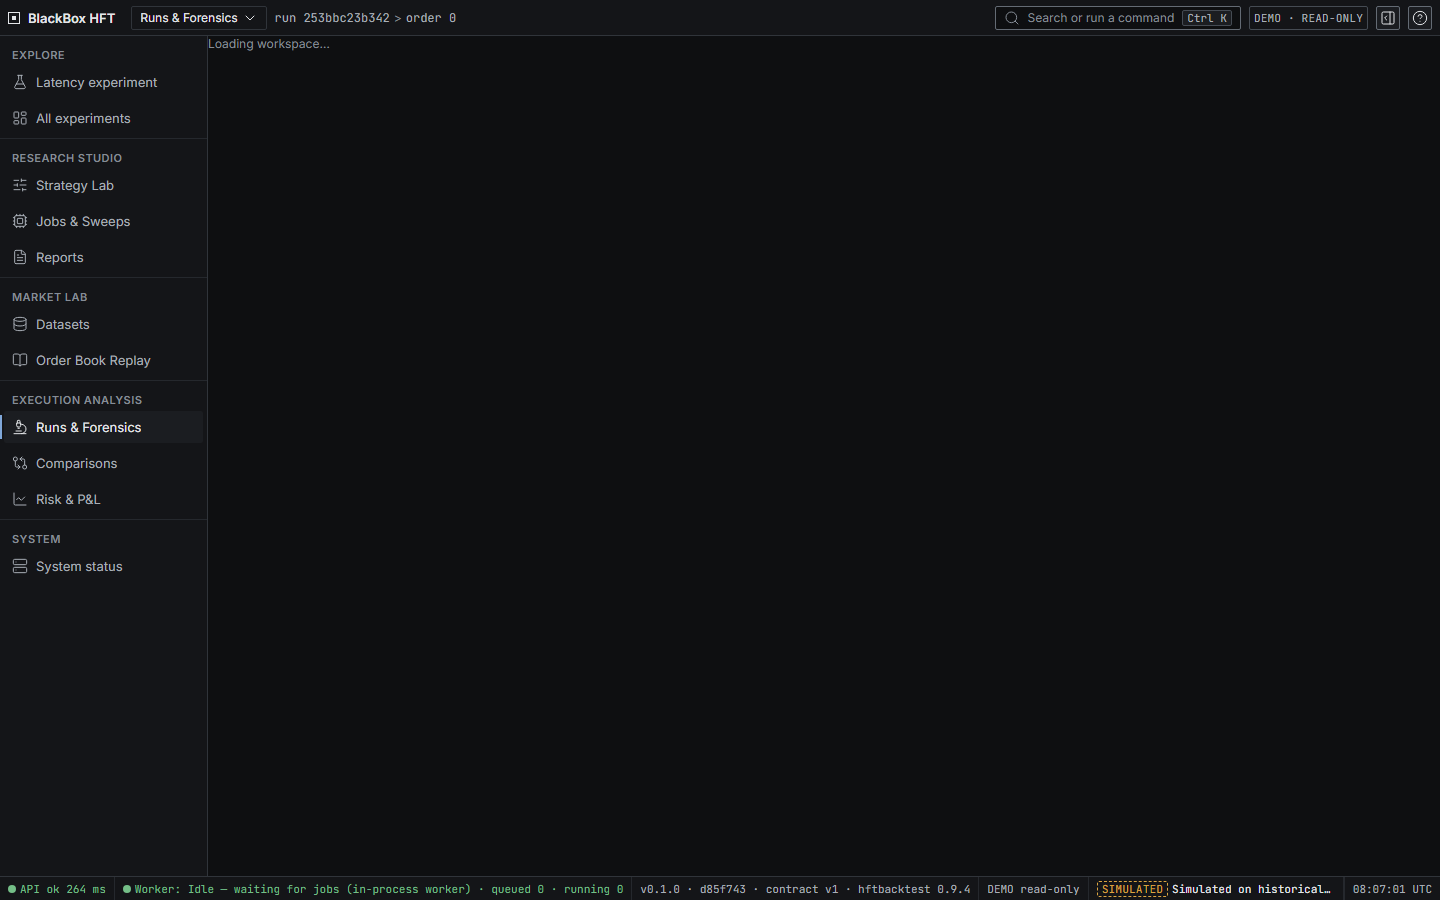 BlackBox HFT Runs & Forensics run 253bbc23b342 > order 0 Search or run a command Ctrl K DEMO · READ-ONLY
Loading workspace...
EXPLORE
Latency experiment
All experiments
RESEARCH STUDIO
Strategy Lab
Jobs & Sweeps
Reports
MARKET LAB
Datasets
Order Book Replay
EXECUTION ANALYSIS
Runs & Forensics
Comparisons
Risk & P&L
SYSTEM
System status
API ok 264 ms Worker: Idle — waiting for jobs (in-process worker) · queued 0 · running 0 v0.1.0 · d85f743 · contract v1 · hftbacktest 0.9.4 DEMO read-only SIMULATED Simulated on historical… 08:07:01 UTC